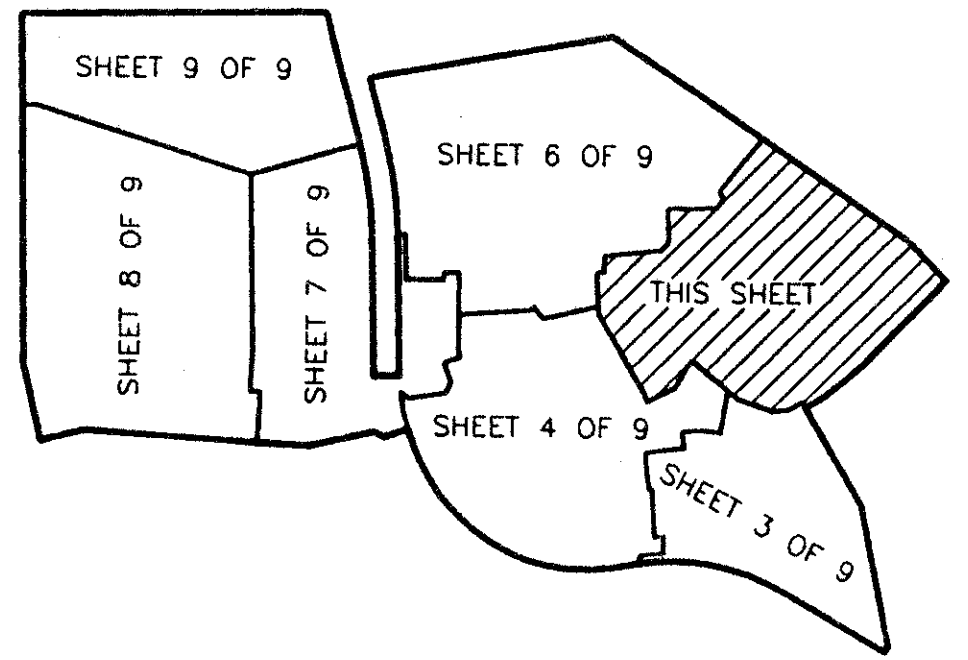 SHEET 9 OF 9
SHEET 6 OF 9
SHEET 8 OF 9
SHEET 7 OF 9
THIS SHEET
SHEET 4 OF 9
SHEET 3 OF 9